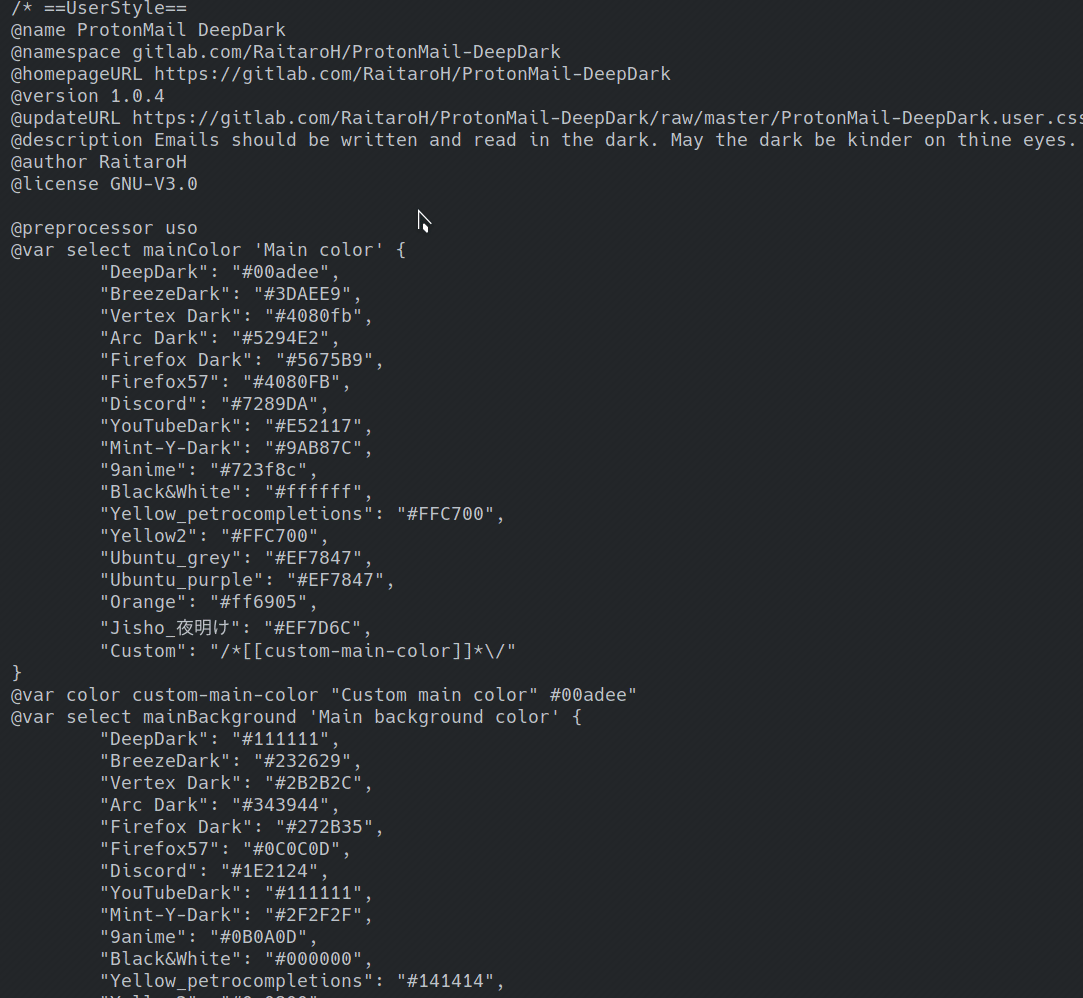 /* ==UserStyle==
@name ProtonMail DeepDark
@namespace gitlab.com/RaitaroH/ProtonMail-DeepDark
@homepageURL https://gitlab.com/RaitaroH/ProtonMail-DeepDark
@version 1.0.4
@updateURL https://gitlab.com/RaitaroH/ProtonMail-DeepDark/raw/master/ProtonMail-DeepDark.user.css
@description Emails should be written and read in the dark. May the dark be kinder on thine eyes.
@author RaitaroH
@license GNU-V3.0

@preprocessor uso
@var select mainColor 'Main color' {
        "DeepDark": "#00adee",
        "BreezeDark": "#3DAEE9",
        "Vertex Dark": "#4080fb",
        "Arc Dark": "#5294E2",
        "Firefox Dark": "#5675B9",
        "Firefox57": "#4080FB",
        "Discord": "#7289DA",
        "YouTubeDark": "#E52117",
        "Mint-Y-Dark": "#9AB87C",
        "9anime": "#723f8c",
        "Black&White": "#ffffff",
        "Yellow_petrocompletions": "#FFC700",
        "Yellow2": "#FFC700",
        "Ubuntu_grey": "#EF7847",
        "Ubuntu_purple": "#EF7847",
        "Orange": "#ff6905",
        "Jisho_夜明け": "#EF7D6C",
        "Custom": "/*[[custom-main-color]]*\/"
}
@var color custom-main-color "Custom main color" #00adee"
@var select mainBackground 'Main background color' {
        "DeepDark": "#111111",
        "BreezeDark": "#232629",
        "Vertex Dark": "#2B2B2C",
        "Arc Dark": "#343944",
        "Firefox Dark": "#272B35",
        "Firefox57": "#0C0C0D",
        "Discord": "#1E2124",
        "YouTubeDark": "#111111",
        "Mint-Y-Dark": "#2F2F2F",
        "9anime": "#0B0A0D",
        "Black&White": "#000000",
        "Yellow_petrocompletions": "#141414",